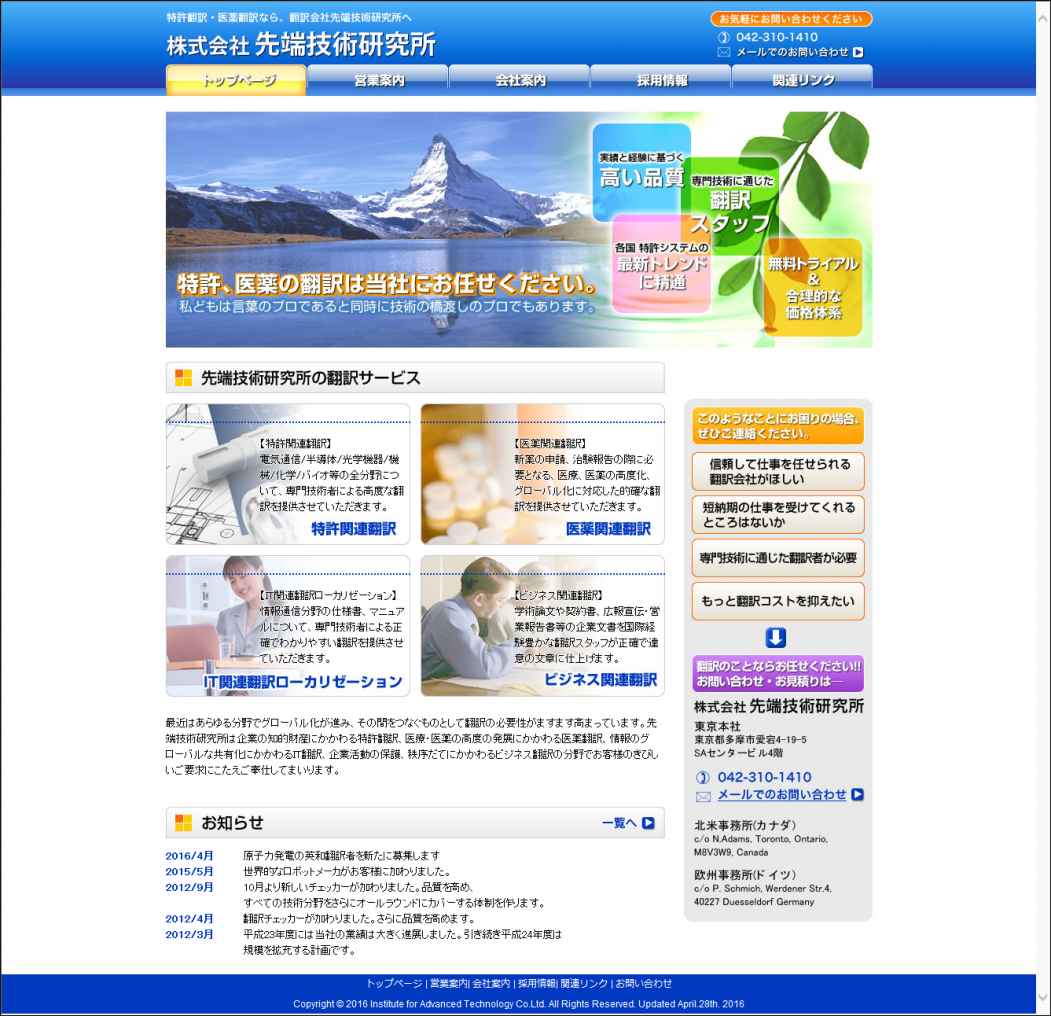 特許翻訳・医薬翻訳なら、翻訳会社先端技術研究所へ
株式会社 先端技術研究所
お気軽にお問い合わせください
042-310-1410
メールでのお問い合わせ
トップページ
営業案内
会社案内
採用情報
関連リンク
実績と経験に基づく
高い品質
専門技術に通じた
翻訳
スタッフ
各国 特許システムの
最新トレンド
に精通
無料トライアル
&
合理的な
価格体系
特許、医薬の翻訳は当社にお任せください。
私どもは言葉のプロであると同時に技術の橋渡しのプロでもあります。
先端技術研究所の翻訳サービス
【特許関連翻訳】
電気通信/半導体/光学機器/機
械/化学/バイオ等の全分野につ
いて、専門技術者による高度な翻
訳を提供させていただきます。
特許関連翻訳
【医薬関連翻訳】
新薬の申請、治験報告の際に必
要となる、医療、医薬の高度化、
グローバル化に対応した的確な翻
訳を提供させていただきます。
医薬関連翻訳
【IT関連翻訳ローカリゼーション】
情報通信分野の仕様書、マニュア
ルについて、専門技術者による正
確でわかりやすい翻訳を提供させ
ていただきます。
IT関連翻訳ローカリゼーション
【ビジネス関連翻訳】
学術論文や契約書、広報宣伝・営
業報告書等の企業文書を国際経
験豊かな翻訳スタッフが正確で達
意の文章に仕上げます。
ビジネス関連翻訳
最近はあらゆる分野でグローバル化が進み、その間をつなぐものとして翻訳の必要性がますます高まっています。先
端技術研究所は企業の知的財産にかかわる特許翻訳、医療・医薬の高度の発展にかかわる医薬翻訳、情報のグ
ローバルな共有化にかかわるIT翻訳、企業活動の保護、秩序だてにかかわるビジネス翻訳の分野でお客様のきびし
いご要求にこたえご奉仕してまいります。
お知らせ
一覧へ
2016/4月 原子力発電の英和翻訳者を新たに募集します
2015/5月 世界的なロボットメーカがお客様に加わりました。
2012/9月 10月より新しいチェッカーが加わりました。品質を高め、
すべての技術分野をさらにオールラウンドにカバーする体制を作ります。
2012/4月 翻訳チェッカーが加わりました。さらに品質を高めます。
2012/3月 平成23年度には当社の業績は大きく進展しました。引き続き平成24年度は
規模を拡充する計画です。
このようなことにお困りの場合、
ぜひご連絡ください。
信頼して仕事を任せられる
翻訳会社がほしい
短納期の仕事を受けてくれる
ところはないか
専門技術に通じた翻訳者が必要
もっと翻訳コストを抑えたい
翻訳のことならお任せください!!
お問い合わせ・お見積りは―
株式会社 先端技術研究所
東京本社
東京都多摩市愛宕4-19-5
SAセンタービル4階
042-310-1410
メールでのお問い合わせ
北米事務所(カナダ)
c/o N.Adams, Toronto, Ontario,
M8V3W9, Canada
欧州事務所(ドイツ)
c/o P. Schmich, Werdener Str.4,
40227 Duesseldorf Germany
トップページ | 営業案内| 会社案内 | 採用情報| 関連リンク | お問い合わせ
Copyright © 2016 Institute for Advanced Technology Co.Ltd. All Rights Reserved. Updated April.28th. 2016